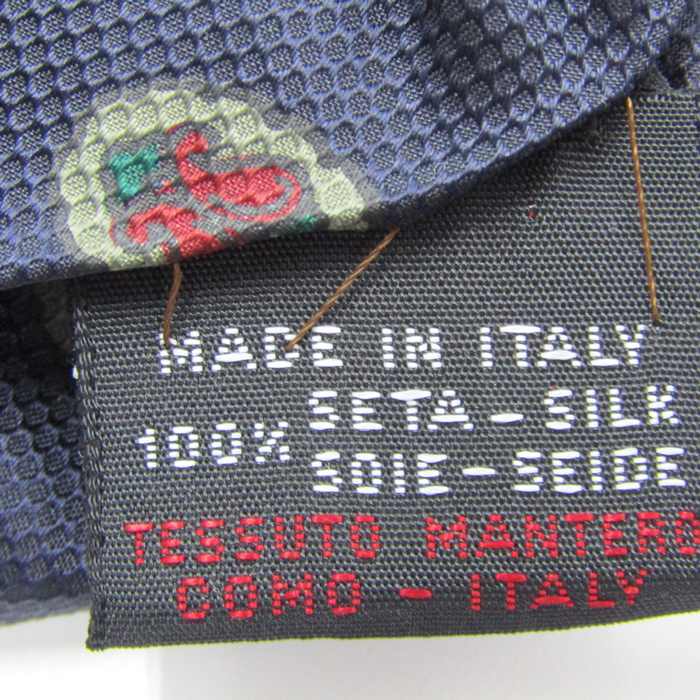 MADE IN ITALY
100% SETA - SILK
SOIE - SEIDE
TESSUTO MANTERO
COMO - ITALY